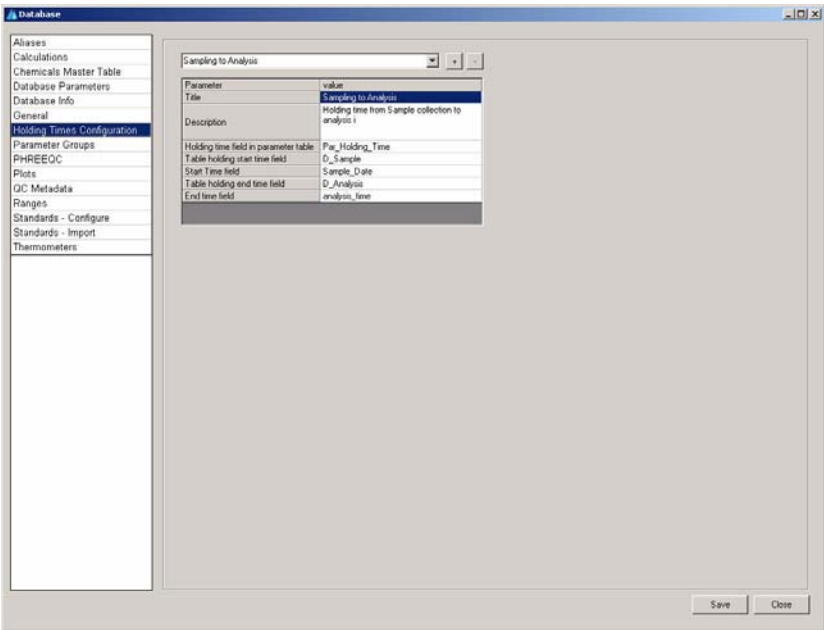 Database
Aliases
Calculations
Chemicals Master Table
Database Parameters
Database Info
General
Holding Times Configuration
Parameter Groups
PHREEQC
Plots
QC Metadata
Ranges
Standards - Configure
Standards - Import
Thermometers
Sampling to Analysis
+ -
Parameter value
Title Sampling to Analysis
Description Holding time from Sample collection to
analysis i
Holding time field in parameter table Par_Holding_Time
Table holding start time field D_Sample
Start Time field Sample_Date
Table holding end time field D_Analysis
End time field analysis_time
Save Close